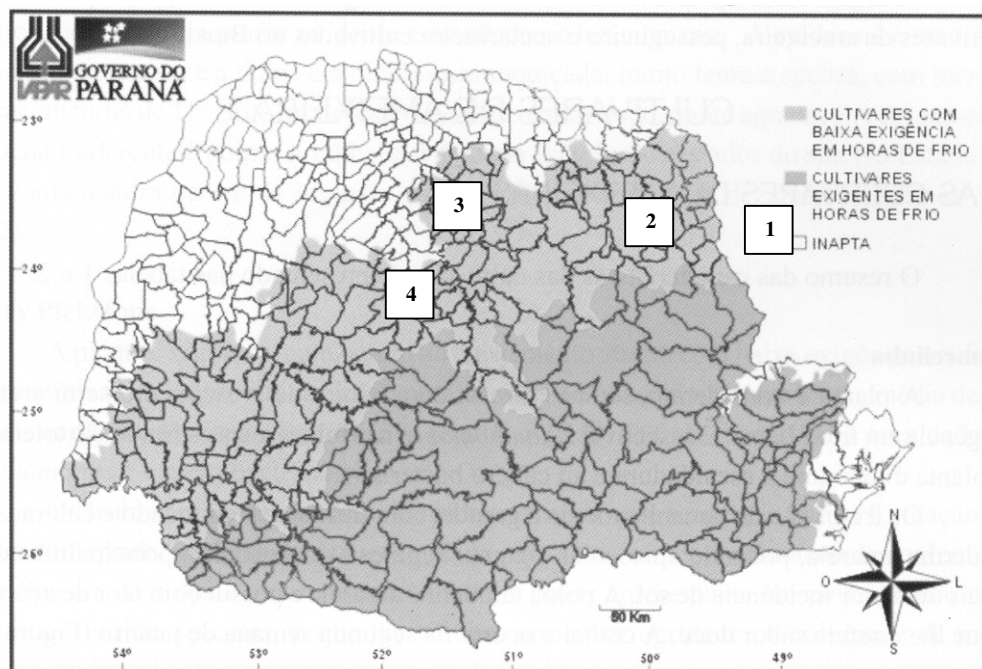 IAPAR
GOVERNO DO
PARANÁ
CULTIVARES COM
BAIXA EXIGÊNCIA
EM HORAS DE FRIO
CULTIVARES
EXIGENTES EM
HORAS DE FRIO
INAPTA
1
2
3
4
23°
24°
25°
26°
54°
53°
52°
51°
50°
49°
50 Km
N
O
L
S